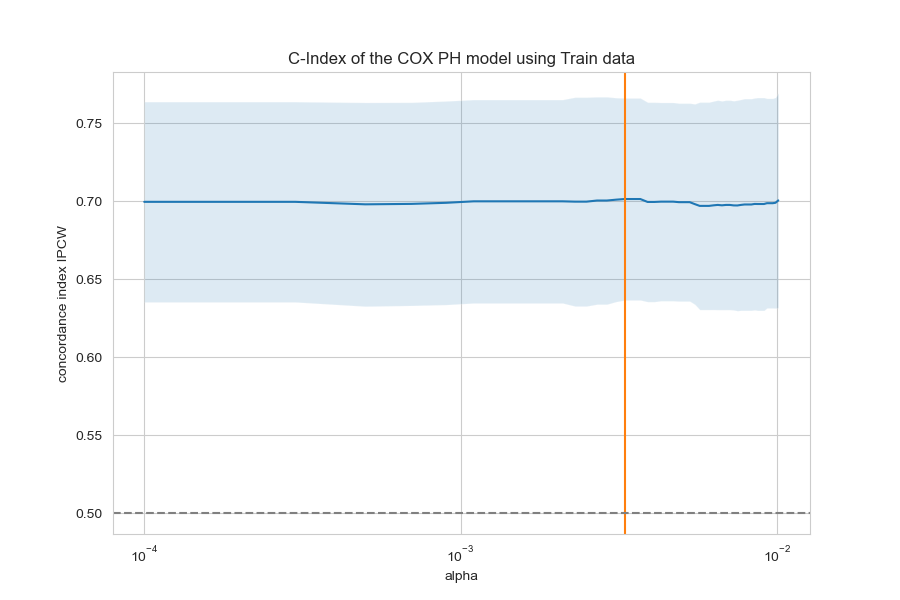 C-Index of the COX PH model using Train data
concordance index IPCW
0.75
0.70
0.65
0.60
0.55
0.50
10⁻⁴ 10⁻³ 10⁻²
alpha